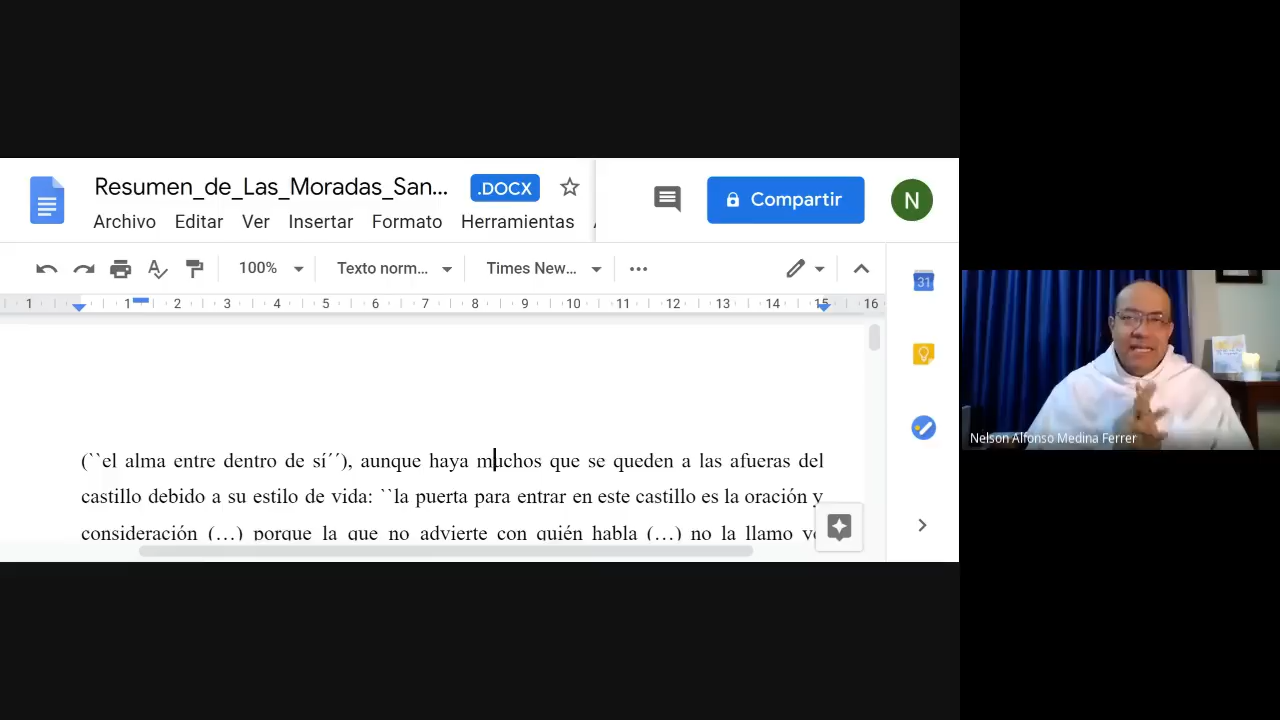 Resumen_de_Las_Moradas_San...
.DOCX
Archivo Editar Ver Insertar Formato Herramientas
Compartir
N
100% Texto norm... Times New...
1 1 2 3 4 5 6 7 8 9 10 11 12 13 14 15 16
31
(``el alma entre dentro de sí´´), aunque haya muchos que se queden a las afueras del
castillo debido a su estilo de vida: ``la puerta para entrar en este castillo es la oración y
consideración (…) porque la que no advierte con quién habla (…) no la llamo
Nelson Alfonso Medina Ferrer